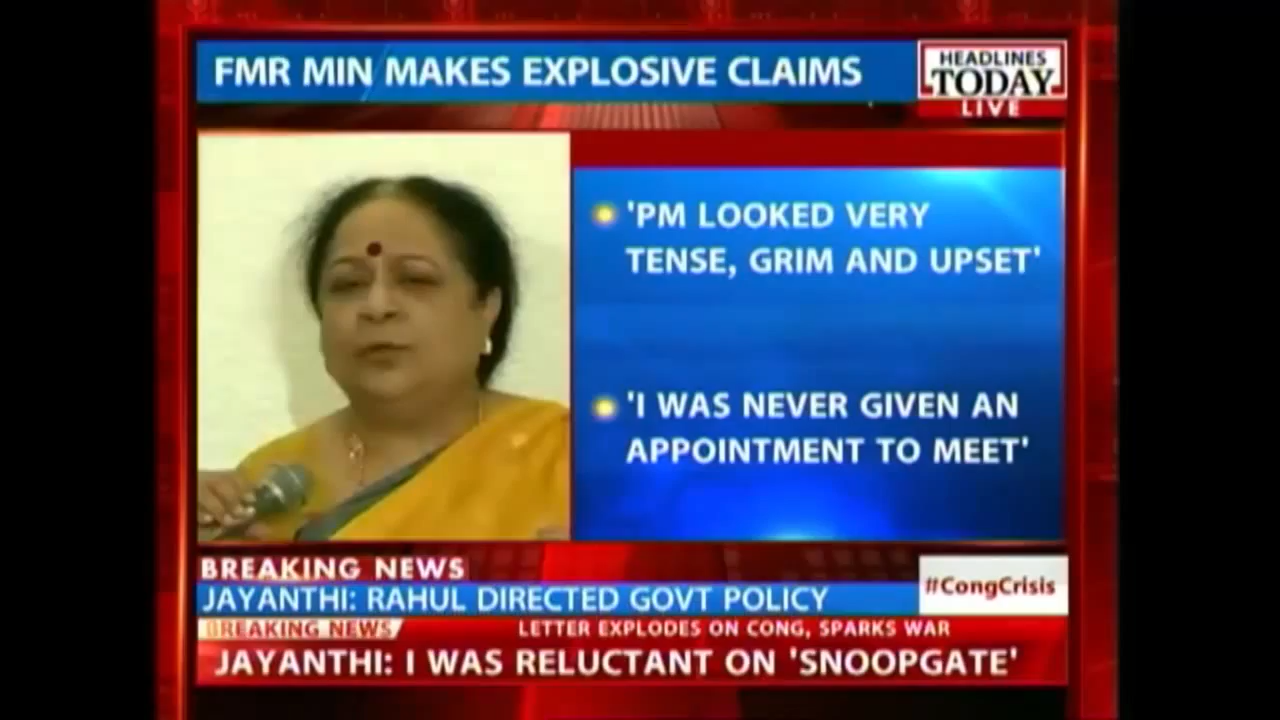 FMR MIN MAKES EXPLOSIVE CLAIMS
HEADLINES
TODAY
LIVE
'PM LOOKED VERY
TENSE, GRIM AND UPSET'
'I WAS NEVER GIVEN AN
APPOINTMENT TO MEET'
BREAKING NEWS
JAYANTHI: RAHUL DIRECTED GOVT POLICY
#CongCrisis
BREAKING NEWS
LETTER EXPLODES ON CONG, SPARKS WAR
JAYANTHI: I WAS RELUCTANT ON 'SNOOPGATE'